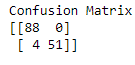 Confusion Matrix
[[88  0]
 [ 4 51]]